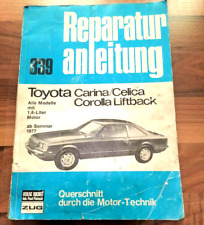 Reparatur
anleitung
339
Toyota Carina/Celica
Corolla Liftback
Alle Modelle
mit
1,6-Liter
Motor
ab Sommer
1977
ZUG
Querschnitt
durch die Motor-Technik